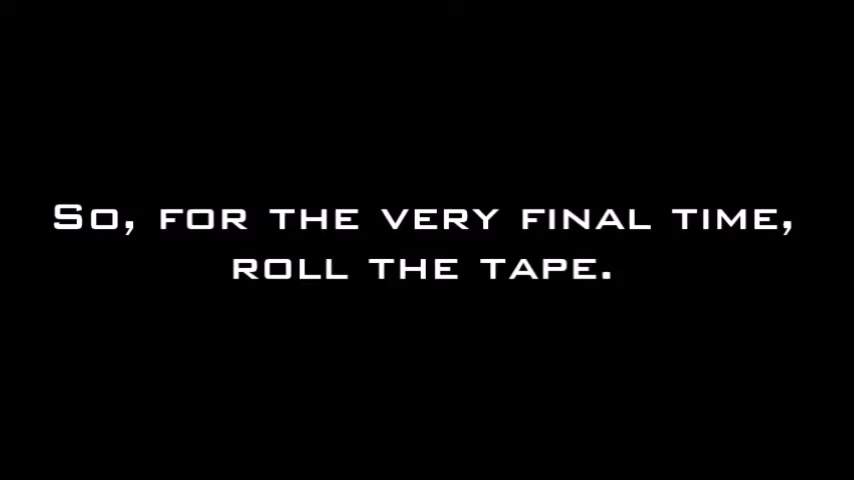 So, for the very final time,
roll the tape.